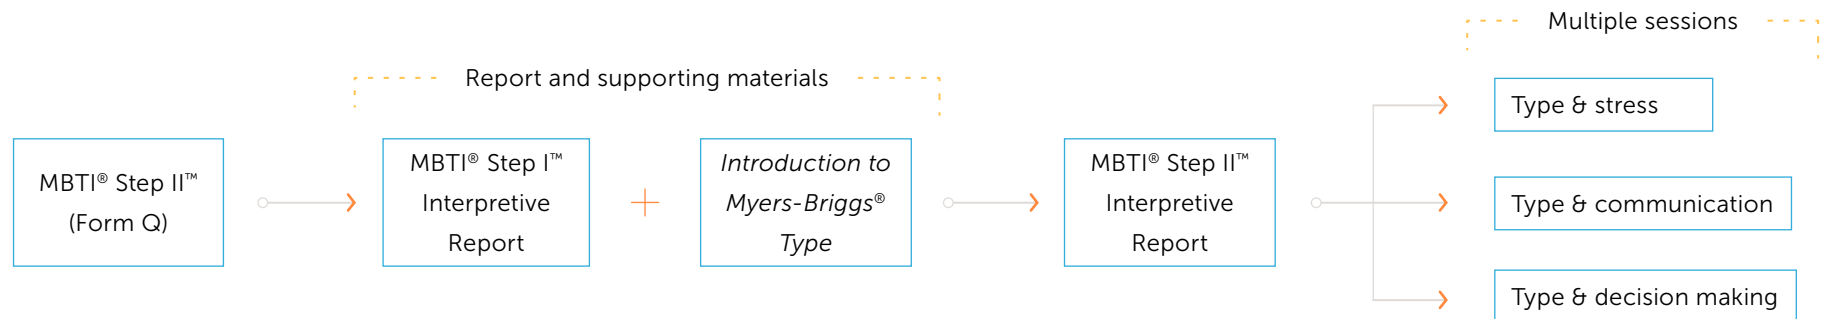 Multiple sessions
Report and supporting materials
MBTI® Step II™
(Form Q)
MBTI® Step I™
Interpretive
Report
Introduction to
Myers-Briggs®
Type
MBTI® Step II™
Interpretive
Report
Type & stress
Type & communication
Type & decision making